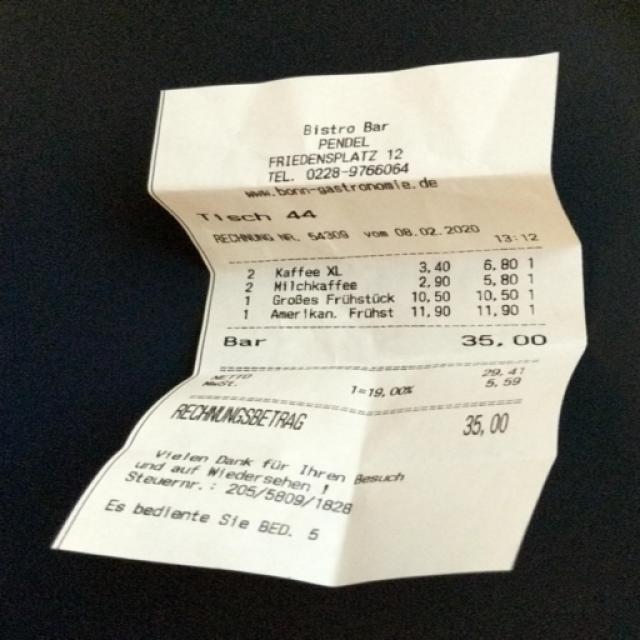 Bistro Bar
PENDEL
FRIEDENSPLATZ 12
TEL. 0228-9766064
www.bonn-gastronomie.de
Tisch 44
RECHNUNG NR. 54309 vom 08.02.2020 13:12
2 Kaffee XL 3,40 6,80 1
2 Milchkaffee 2,90 5,80 1
1 Großes Frühstück 10,50 10,50 1
1 Amerikan. Frühst 11,90 11,90 1
Bar 35,00
NETTO 29.41
MWSt. 1=19,00% 5.59
RECHNUNGSBETRAG 35,00
Vielen Dank für Ihren Besuch
und auf Wiedersehen !
Steuernr.: 205/5809/1828
Es bediente Sie BED. 5